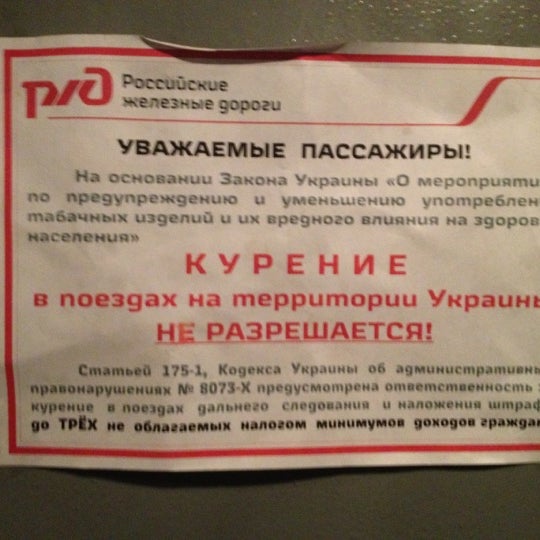 ржд Российские
железные дороги
УВАЖАЕМЫЕ ПАССАЖИРЫ!
На основании Закона Украины «О мероприяти
по предупреждению и уменьшению употреблен
табачных изделий и их вредного влияния на здоров
населения»
КУРЕНИЕ
в поездах на территории Украины
НЕ РАЗРЕШАЕТСЯ!
Статьей 175-1, Кодекса Украины об административны
правонарушениях № 8073-X предусмотрена ответственность
курение в поездах дальнего следования и наложения штраф
до ТРЁХ не облагаемых налогом минимумов доходов граждан